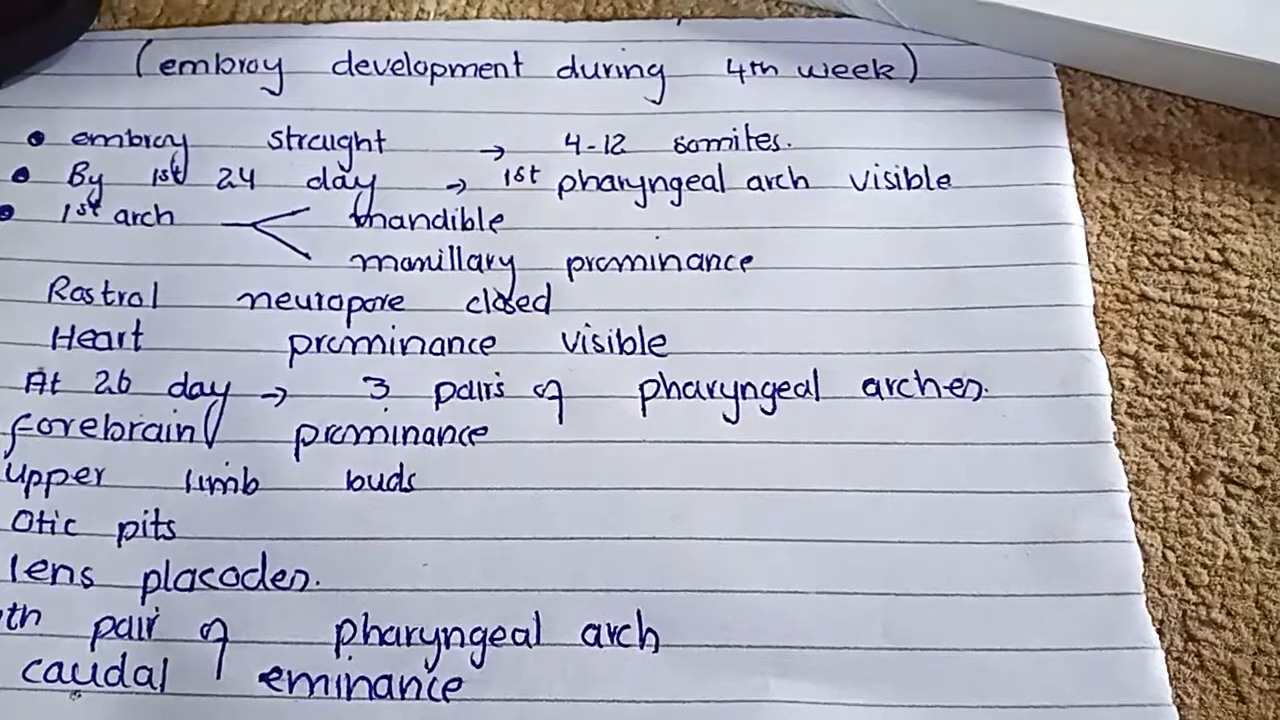 (embroy development during 4th week)
• embroy straight → 4-12 somites.
• By 1st 24 day → 1st pharyngeal arch visible
• 1st arch < mandible
maxillary prominance
Rostral neuropore closed
Heart prominance visible
At 26 day → 3 pairs of pharyngeal arches.
forebrain prominance
upper limb buds
Otic pits
lens placodes.
th pair of pharyngeal arch
caudal eminance